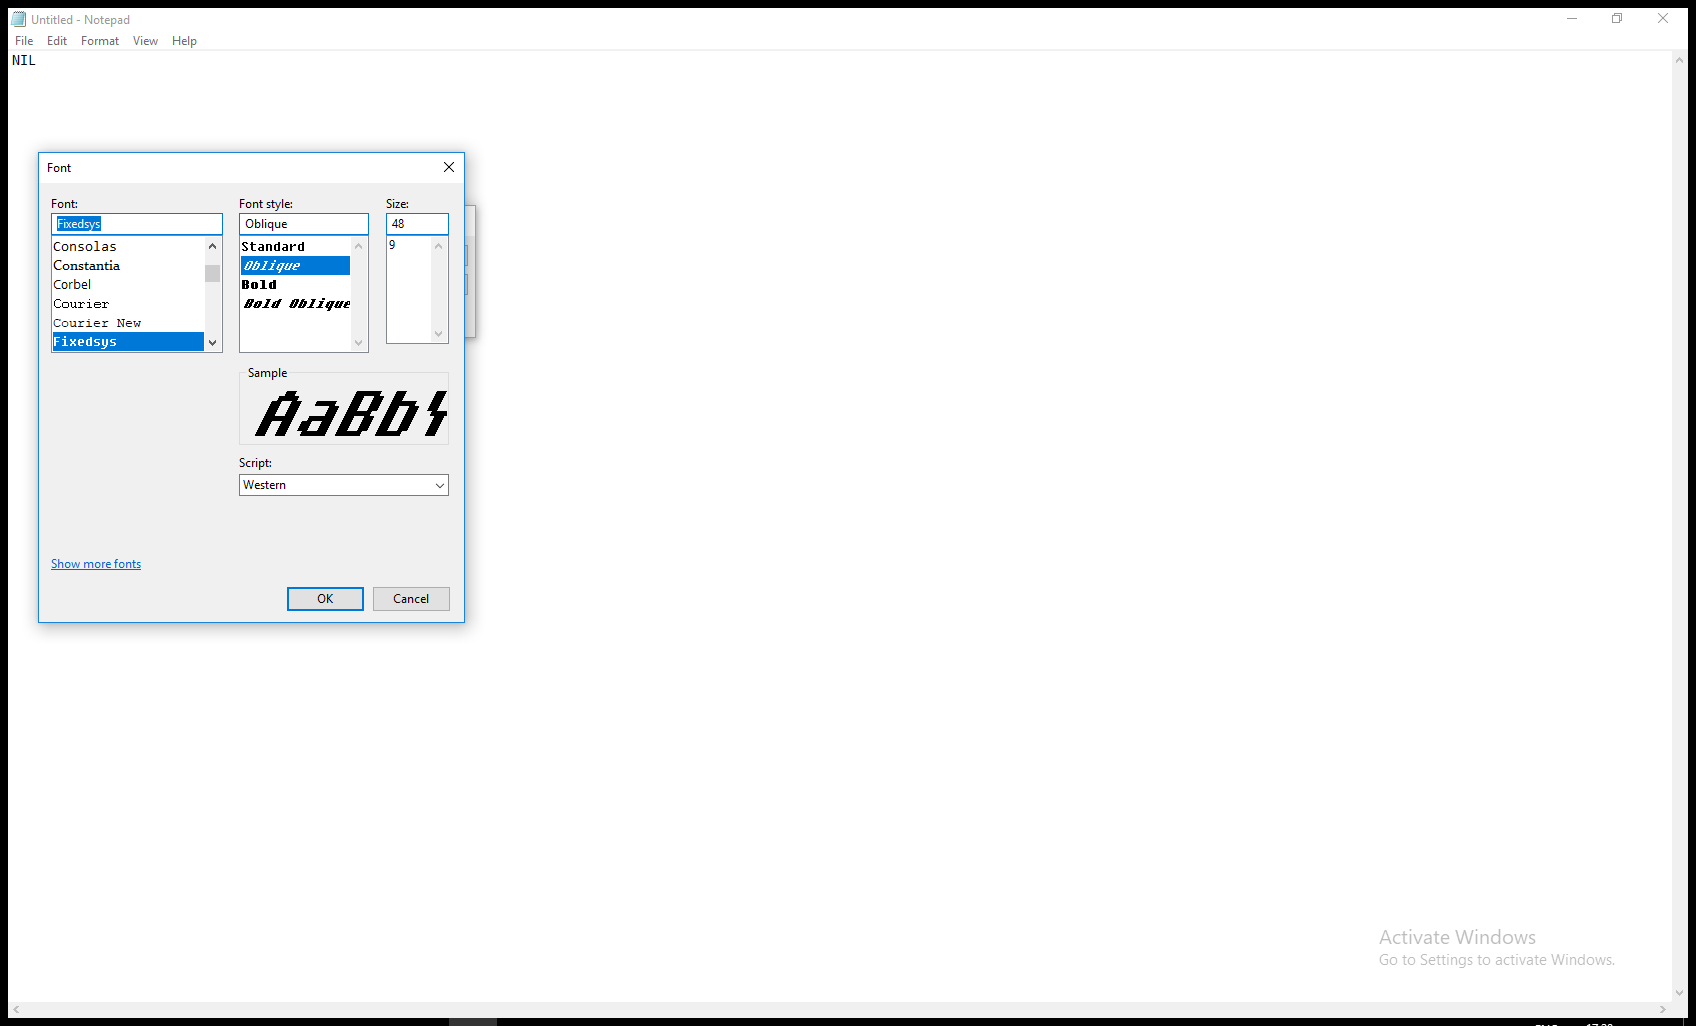 Untitled - Notepad
File Edit Format View Help
NIL
Font
Font:
Fixedsys
Consolas
Constantia
Corbel
Courier
Courier New
Fixedsys
Font style:
Oblique
Standard
Oblique
Bold
Bold Oblique
Size:
48
9
Sample
AaBb
Script:
Western
Show more fonts
OK
Cancel
Activate Windows
Go to Settings to activate Windows.